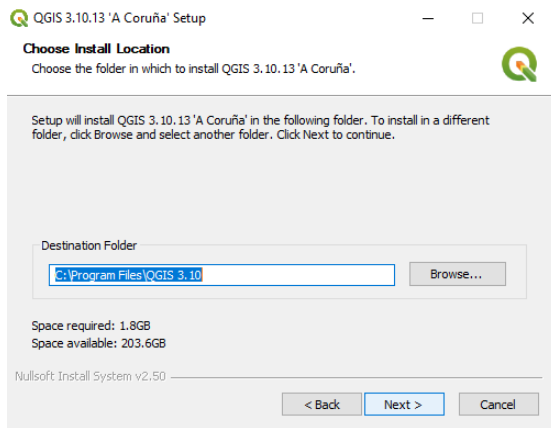 QGIS 3.10.13 'A Coruña' Setup
Choose Install Location
Choose the folder in which to install QGIS 3.10.13 'A Coruña'.
Setup will install QGIS 3.10.13 'A Coruña' in the following folder. To install in a different
folder, click Browse and select another folder. Click Next to continue.
Destination Folder
C:\Program Files\QGIS 3.10
Browse...
Space required: 1.8GB
Space available: 203.6GB
Nullsoft Install System v2.50
< Back Next > Cancel